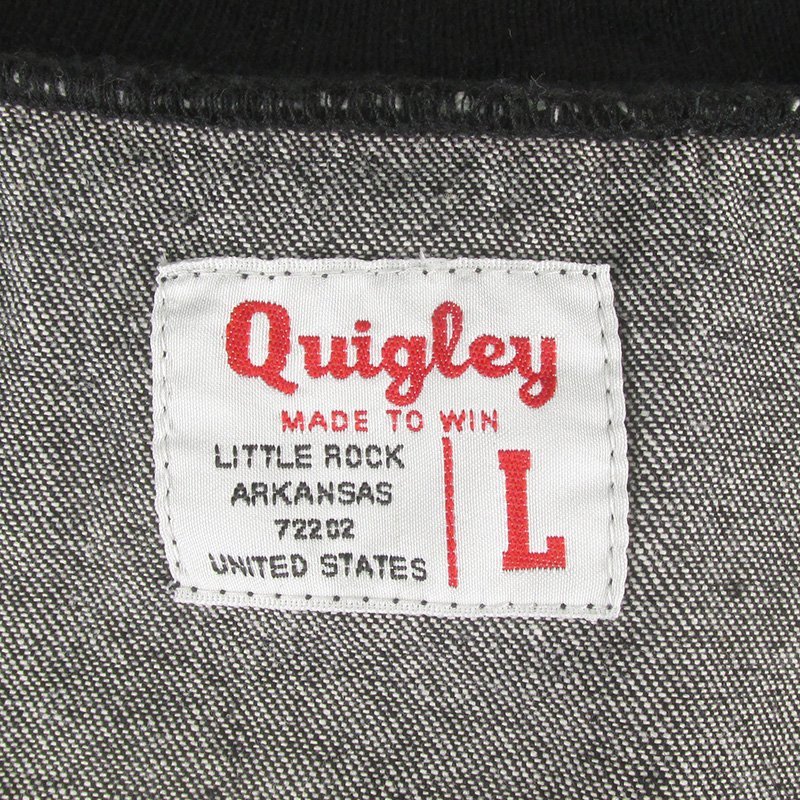 Quigley
MADE TO WIN
LITTLE ROCK
ARKANSAS
72202
UNITED STATES
L